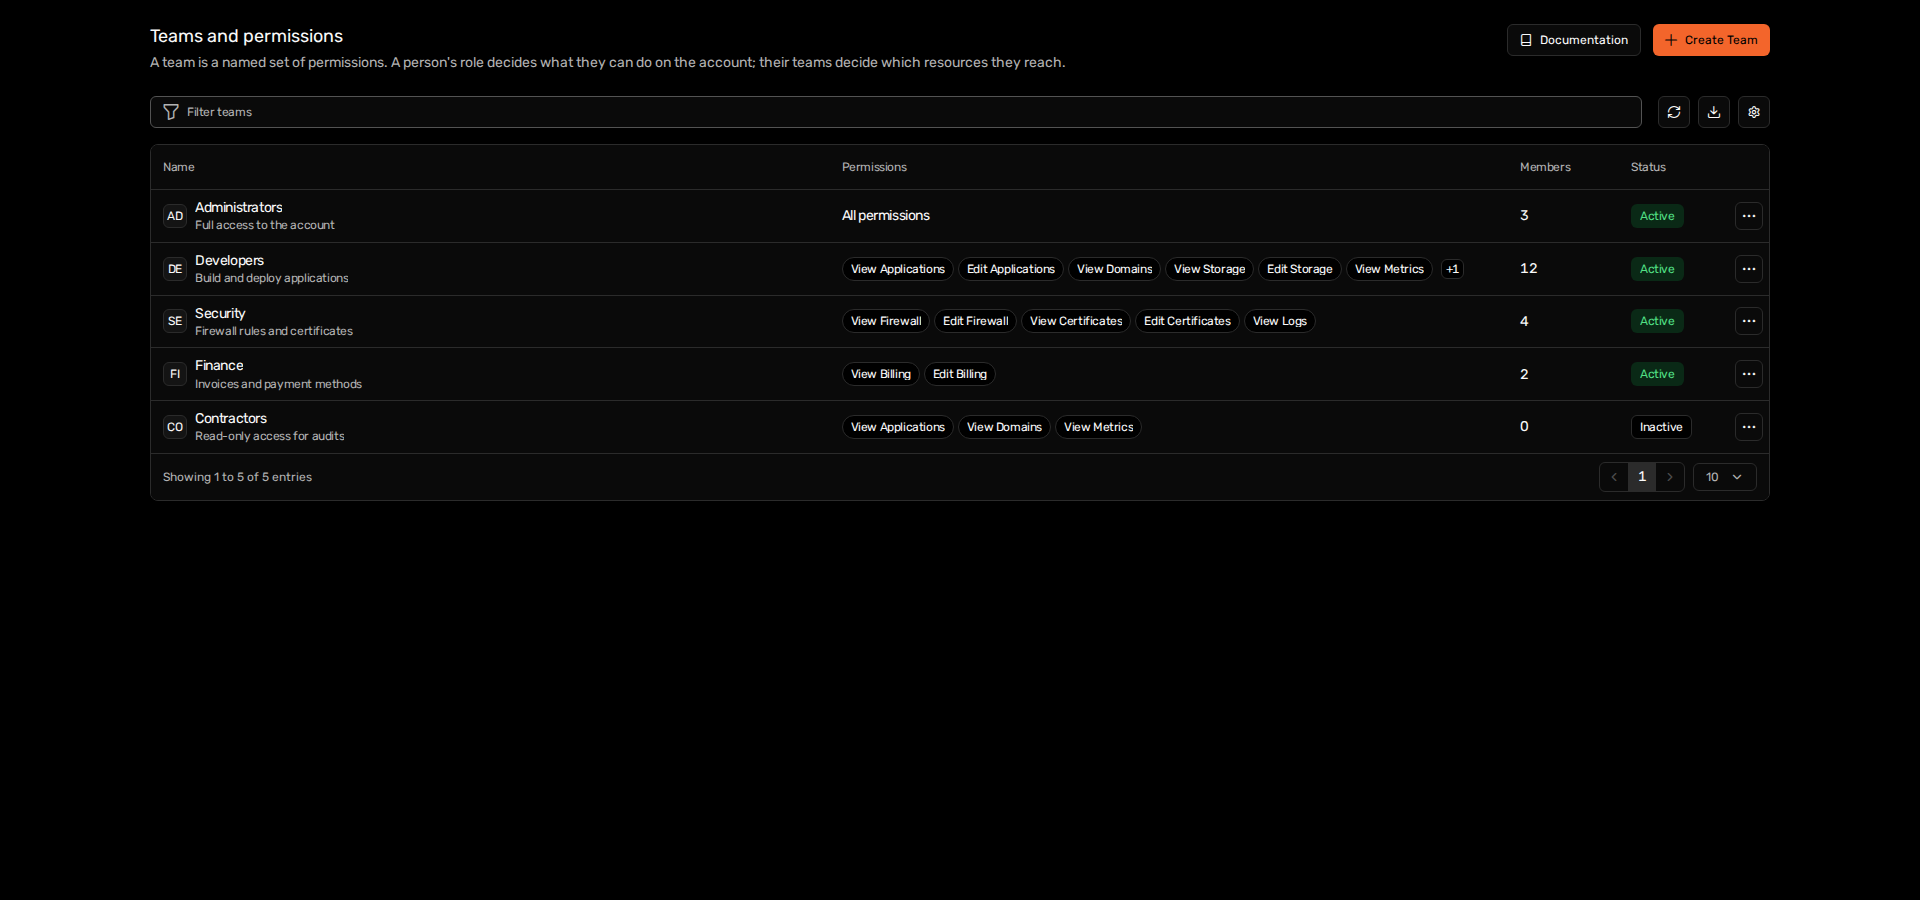 Teams and permissions
Documentation
Create Team
A team is a named set of permissions. A person's role decides what they can do on the account; their teams decide which resources they reach.
Filter teams
Name Permissions Members Status
AD Administrators All permissions 3 Active
Full access to the account
DE Developers View Applications Edit Applications View Domains View Storage Edit Storage View Metrics +1 12 Active
Build and deploy applications
SE Security View Firewall Edit Firewall View Certificates Edit Certificates View Logs 4 Active
Firewall rules and certificates
FI Finance View Billing Edit Billing 2 Active
Invoices and payment methods
CO Contractors View Applications View Domains View Metrics 0 Inactive
Read-only access for audits
Showing 1 to 5 of 5 entries 1 10